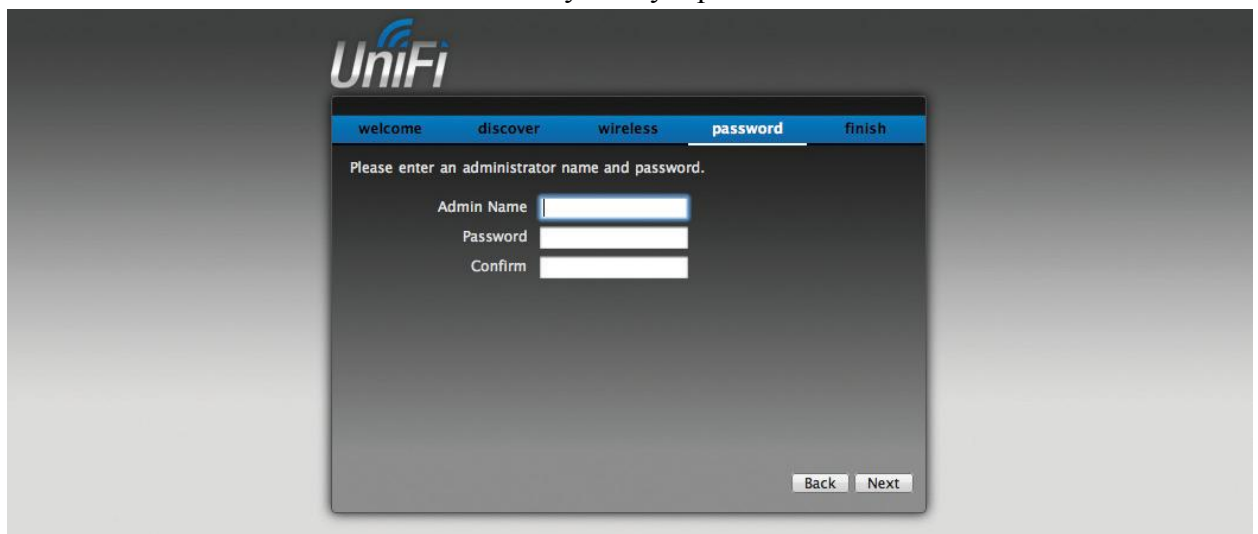 UniFi
welcome discover wireless password finish
Please enter an administrator name and password.
Admin Name
Password
Confirm
Back Next